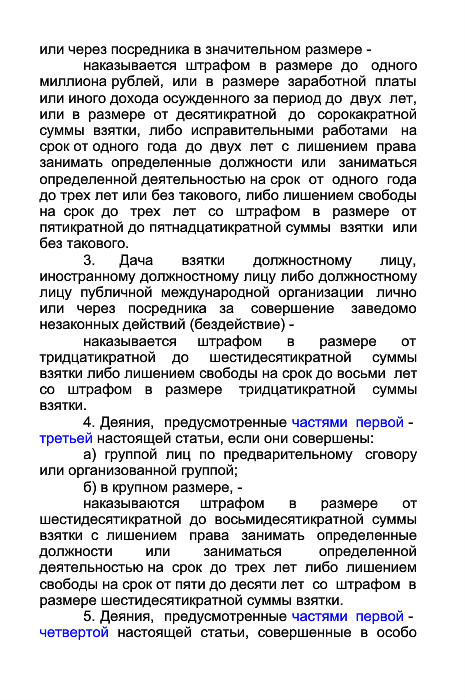 или через посредника в значительном размере -
наказывается штрафом в размере до одного
миллиона рублей, или в размере заработной платы
или иного дохода осужденного за период до двух лет,
или в размере от десятикратной до сорокакратной
суммы взятки, либо исправительными работами на
срок от одного года до двух лет с лишением права
занимать определенные должности или заниматься
определенной деятельностью на срок от одного года
до трех лет или без такового, либо лишением свободы
на срок до трех лет со штрафом в размере от
пятикратной до пятнадцатикратной суммы взятки или
без такового.
3. Дача взятки должностному лицу,
иностранному должностному лицу либо должностному
лицу публичной международной организации лично
или через посредника за совершение заведомо
незаконных действий (бездействие) -
наказывается штрафом в размере от
тридцатикратной до шестидесятикратной суммы
взятки либо лишением свободы на срок до восьми лет
со штрафом в размере тридцатикратной суммы
взятки.
4. Деяния, предусмотренные частями первой -
третьей настоящей статьи, если они совершены:
а) группой лиц по предварительному сговору
или организованной группой;
б) в крупном размере, -
наказываются штрафом в размере от
шестидесятикратной до восьмидесятикратной суммы
взятки с лишением права занимать определенные
должности или заниматься определенной
деятельностью на срок до трех лет либо лишением
свободы на срок от пяти до десяти лет со штрафом в
размере шестидесятикратной суммы взятки.
5. Деяния, предусмотренные частями первой -
четвертой настоящей статьи, совершенные в особо